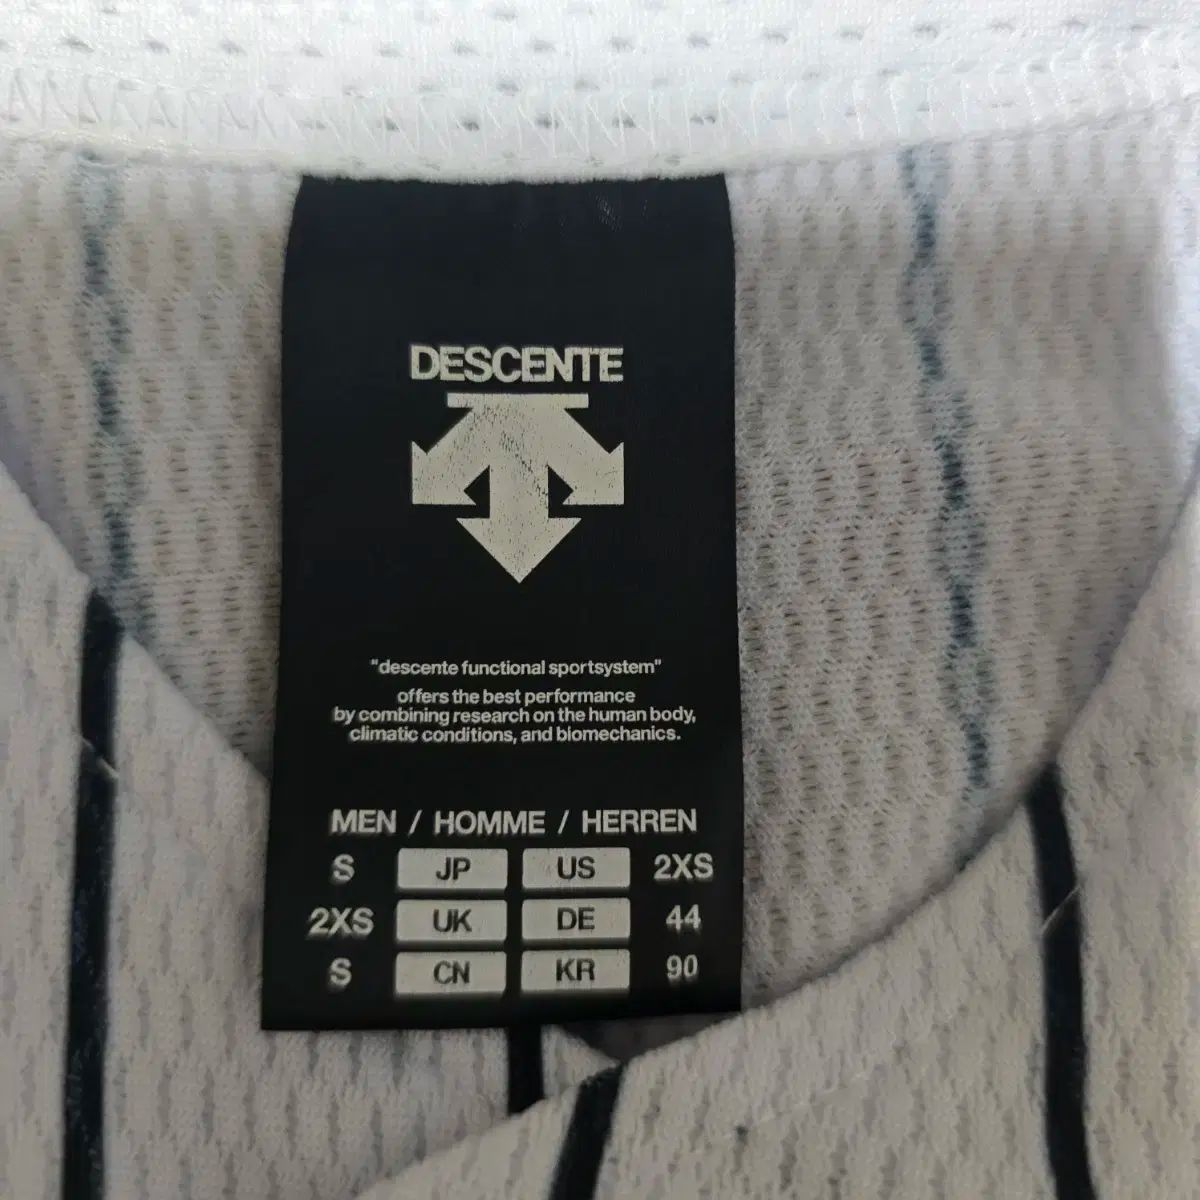 DESCENTE
"descente functional sportsystem"
offers the best performance
by combining research on the human body,
climatic conditions, and biomechanics.
MEN / HOMME / HERREN
S JP US 2XS
2XS UK DE 44
S CN KR 90